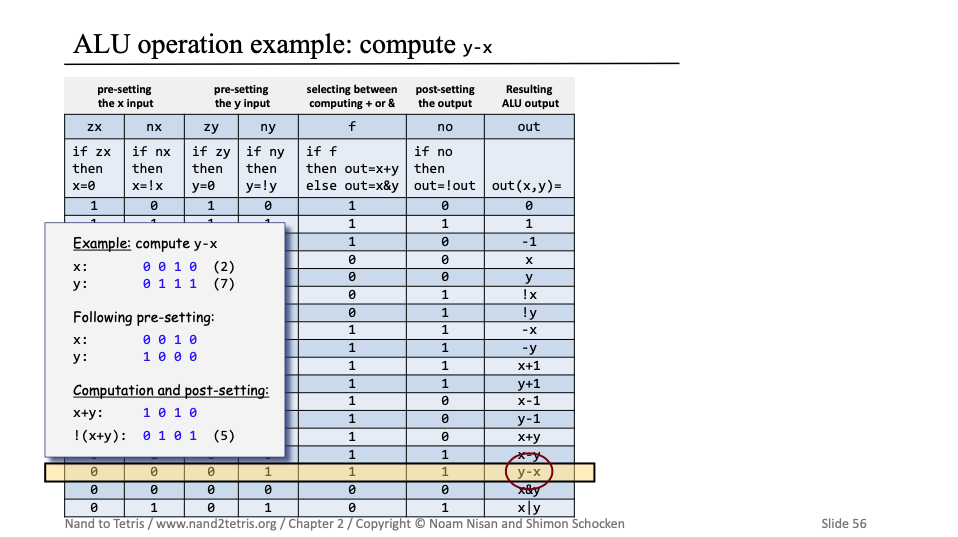 ALU operation example: compute y-x
pre-setting the x input pre-setting the y input selecting between computing + or & post-setting the output Resulting ALU output
zx nx zy ny f no out
if zx then x=0 if nx then x=!x if zy then y=0 if ny then y=!y if f then out=x+y else out=x&y if no then out=!out out(x,y)=
1 0 1 0 1 0 0
1 1 1
1 0 -1
0 0 x
0 0 y
0 1 !x
0 1 !y
1 1 -x
1 1 -y
1 1 x+1
1 1 y+1
1 0 x-1
1 0 y-1
1 0 x+y
1 1 x-y
0 0 0 1 1 1 y-x
0 0 0 0 0 0 x&y
0 1 0 1 0 1 x|y
Example: compute y-x
x: 0 0 1 0 (2)
y: 0 1 1 1 (7)
Following pre-setting:
x: 0 0 1 0
y: 1 0 0 0
Computation and post-setting:
x+y: 1 0 1 0
!(x+y): 0 1 0 1 (5)
Nand to Tetris / www.nand2tetris.org / Chapter 2 / Copyright © Noam Nisan and Shimon Schocken
Slide 56